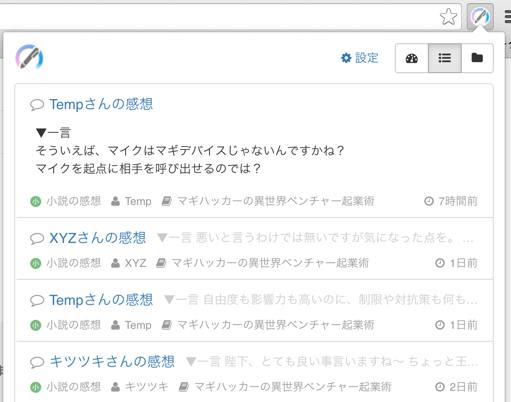 設定
Tempさんの感想
▼一言
そういえば、マイクはマギデバイスじゃないんですかね？
マイクを起点に相手を呼び出せるのでは？
小 小説の感想 Temp マギハッカーの異世界ベンチャー起業術 7時間前
XYZさんの感想 ▼一言 悪いと言うわけでは無いですが気になった点を。 …
小 小説の感想 XYZ マギハッカーの異世界ベンチャー起業術 1日前
Tempさんの感想 ▼一言 自由度も影響力も高いのに、制限や対抗策も何も…
小 小説の感想 Temp マギハッカーの異世界ベンチャー起業術 1日前
キツツキさんの感想 ▼一言 陛下、とても良い事言いますね〜 ちょっと王…
小 小説の感想 キツツキ マギハッカーの異世界ベンチャー起業術 2日前